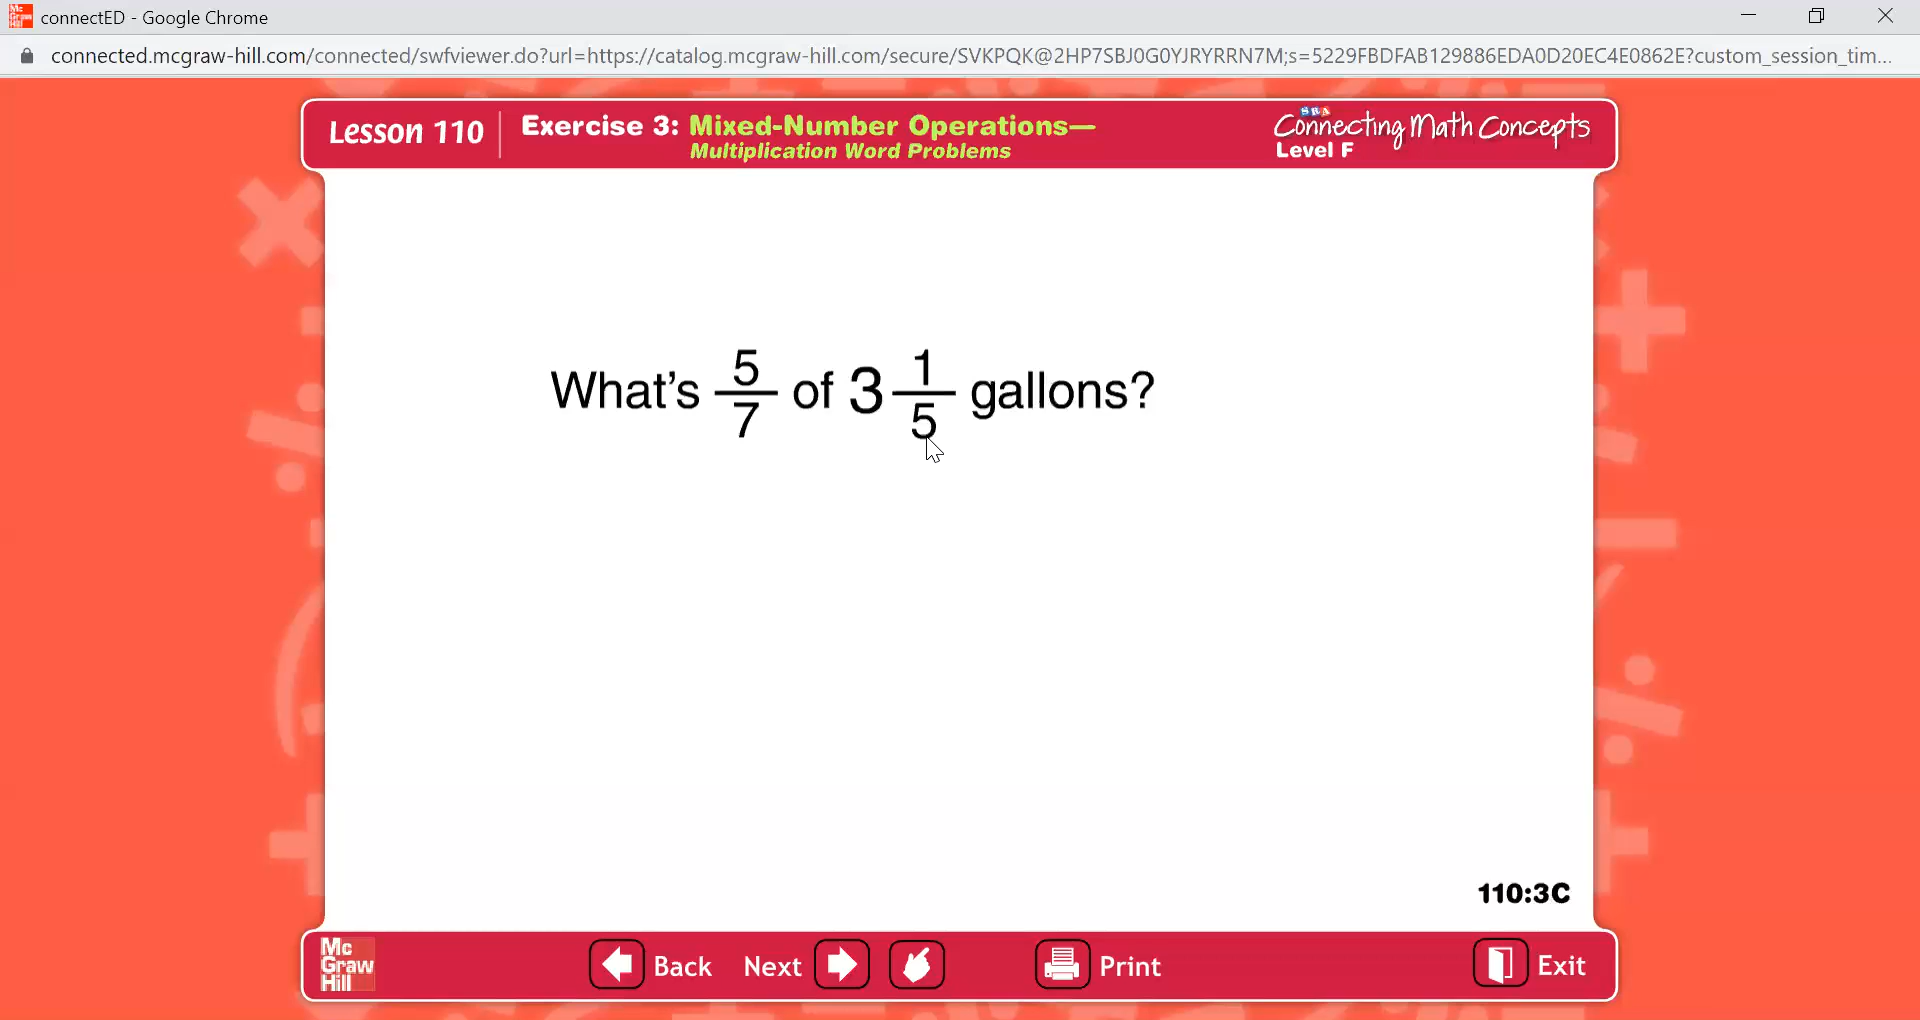 connectED - Google Chrome
connected.mcgraw-hill.com/connected/swfviewer.do?url=https://catalog.mcgraw-hill.com/secure/SVKPQK@2HP7SBJ0G0YJRYRRN7M;s=5229FBDFAB129886EDA0D20EC4E0862E?custom_session_tim...
Lesson 110
Exercise 3: Mixed-Number Operations—
Multiplication Word Problems
SRA
Connecting Math Concepts
Level F
What's 5/7 of 3 1/5 gallons?
110:3C
Mc
Graw
Hill
Back
Next
Print
Exit